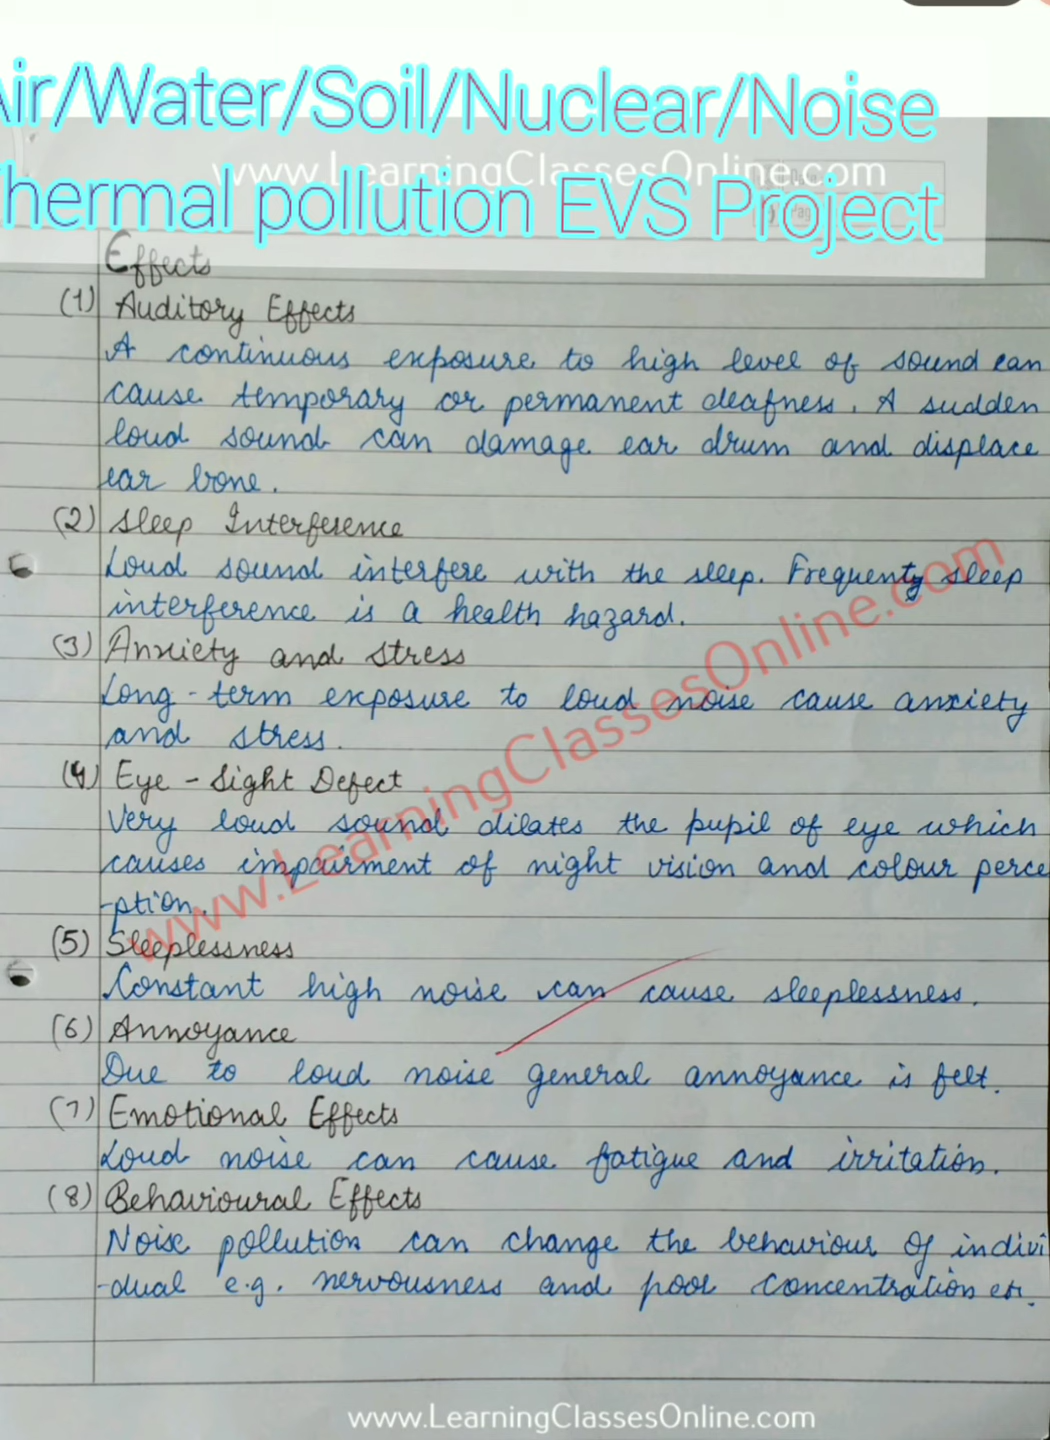 Air/Water/Soil/Nuclear/Noise
www.LearningClassesOnline.com
Thermal pollution EVS Project
Effects
(1) Auditory Effects
A continuous exposure to high level of sound can
cause temporary or permanent deafness. A sudden
loud sound can damage ear drum and displace
ear bone.
(2) Sleep Interference
Loud sound interfere with the sleep. Frequenty sleep
interference is a health hazard.
(3) Anxiety and stress
Long-term exposure to loud noise cause anxiety
and stress.
(4) Eye-Sight Defect
Very loud sound dilates the pupil of eye which
causes impairment of night vision and colour perce
-ption.
www.LearningClassesOnline.com
(5) Sleeplessness
Constant high noise can cause sleeplessness.
(6) Annoyance
Due to loud noise general annoyance is felt.
(7) Emotional Effects
Loud noise can cause fatigue and irritation.
(8) Behavioural Effects
Noise pollution can change the behaviour of indivi
-dual e.g. nervousness and poor concentration etc.
www.LearningClassesOnline.com